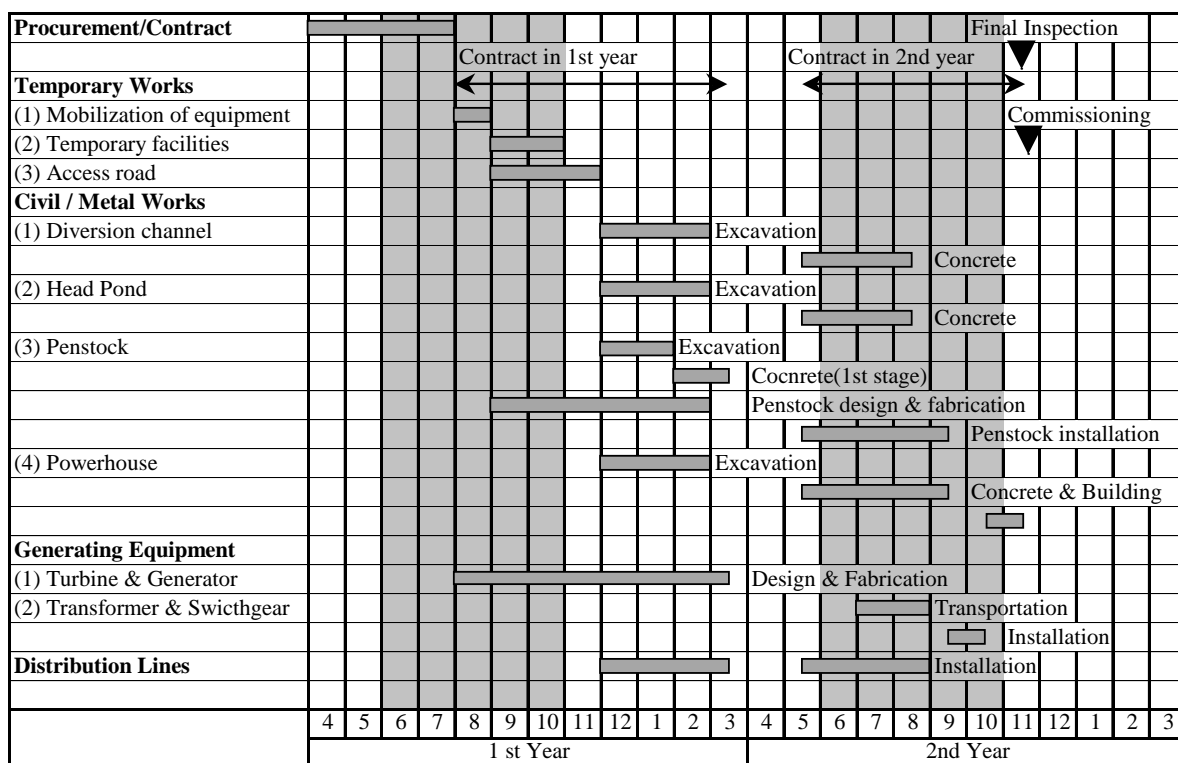 Procurement/Contract Final Inspection
Contract in 1st year Contract in 2nd year
Temporary Works
(1) Mobilization of equipment Commissioning
(2) Temporary facilities
(3) Access road
Civil / Metal Works
(1) Diversion channel Excavation
Concrete
(2) Head Pond Excavation
Concrete
(3) Penstock Excavation
Cocnrete(1st stage)
Penstock design & fabrication
Penstock installation
(4) Powerhouse Excavation
Concrete & Building
Generating Equipment
(1) Turbine & Generator Design & Fabrication
(2) Transformer & Swicthgear Transportation
Installation
Distribution Lines Installation
4 5 6 7 8 9 10 11 12 1 2 3 4 5 6 7 8 9 10 11 12 1 2 3
1 st Year 2nd Year